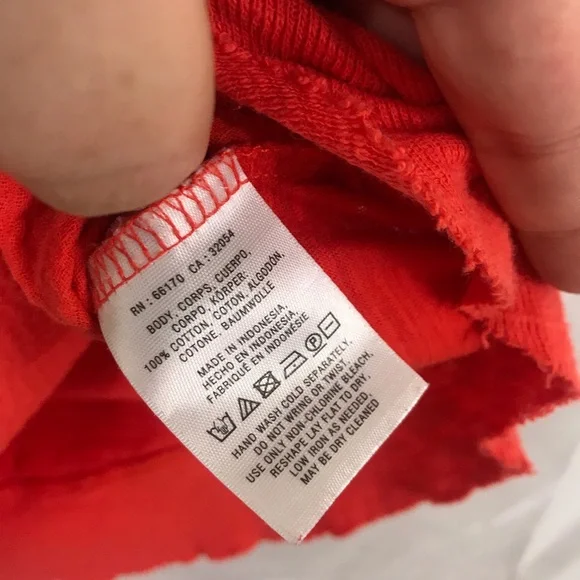 RN : 66170 CA : 32054
BODY, CORPS, CUERPO,
CORPO, KÖRPER-
100% COTTON, COTON, ALGODON,
COTONE, BAUMWOLLE
MADE IN INDONESIA,
HECHO EN INDONESIA,
FABRIQUÉ EN INDONÉSIE
HAND WASH COLD SEPARATELY.
DO NOT WRING OR TWIST,
USE ONLY NON-CHLORINE BLEACH,
RESHAPE LAY FLAT TO DRY,
LOW IRON AS NEEDED,
MAY BE DRY CLEANED